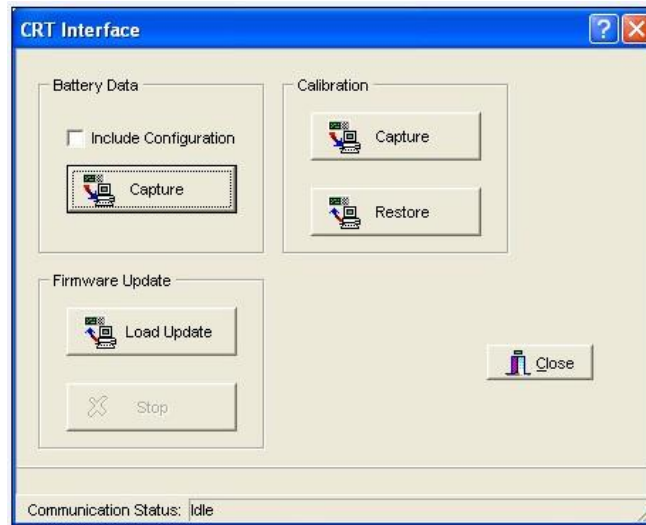 CRT Interface
Battery Data
Include Configuration
Capture
Calibration
Capture
Restore
Firmware Update
Load Update
Stop
Close
Communication Status: Idle